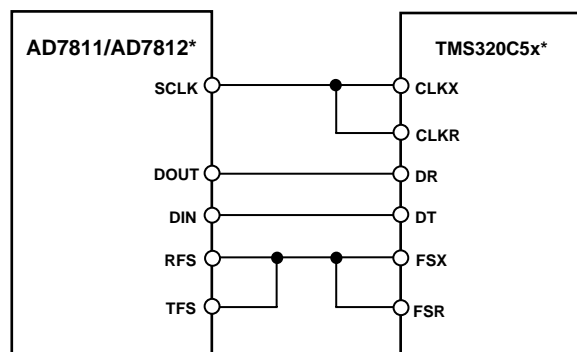 AD7811/AD7812*
TMS320C5x*
SCLK
CLKX
CLKR
DOUT
DR
DIN
DT
RFS
FSX
TFS
FSR